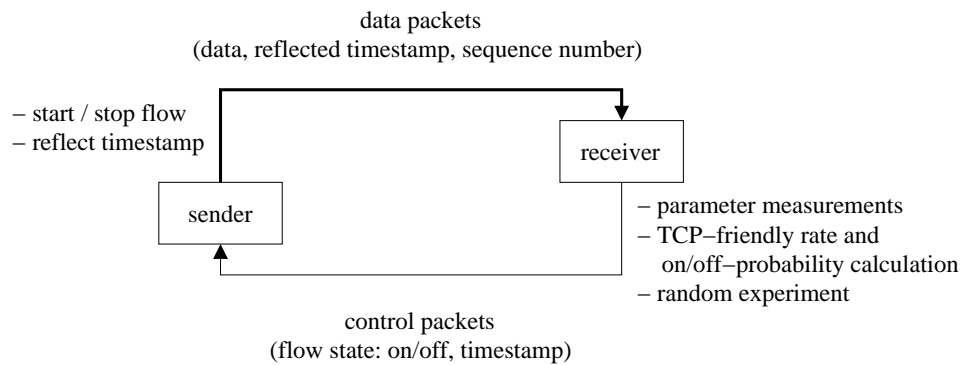 data packets
(data, reflected timestamp, sequence number)
– start / stop flow
– reflect timestamp
receiver
sender
– parameter measurements
– TCP–friendly rate and
on/off–probability calculation
– random experiment
control packets
(flow state: on/off, timestamp)